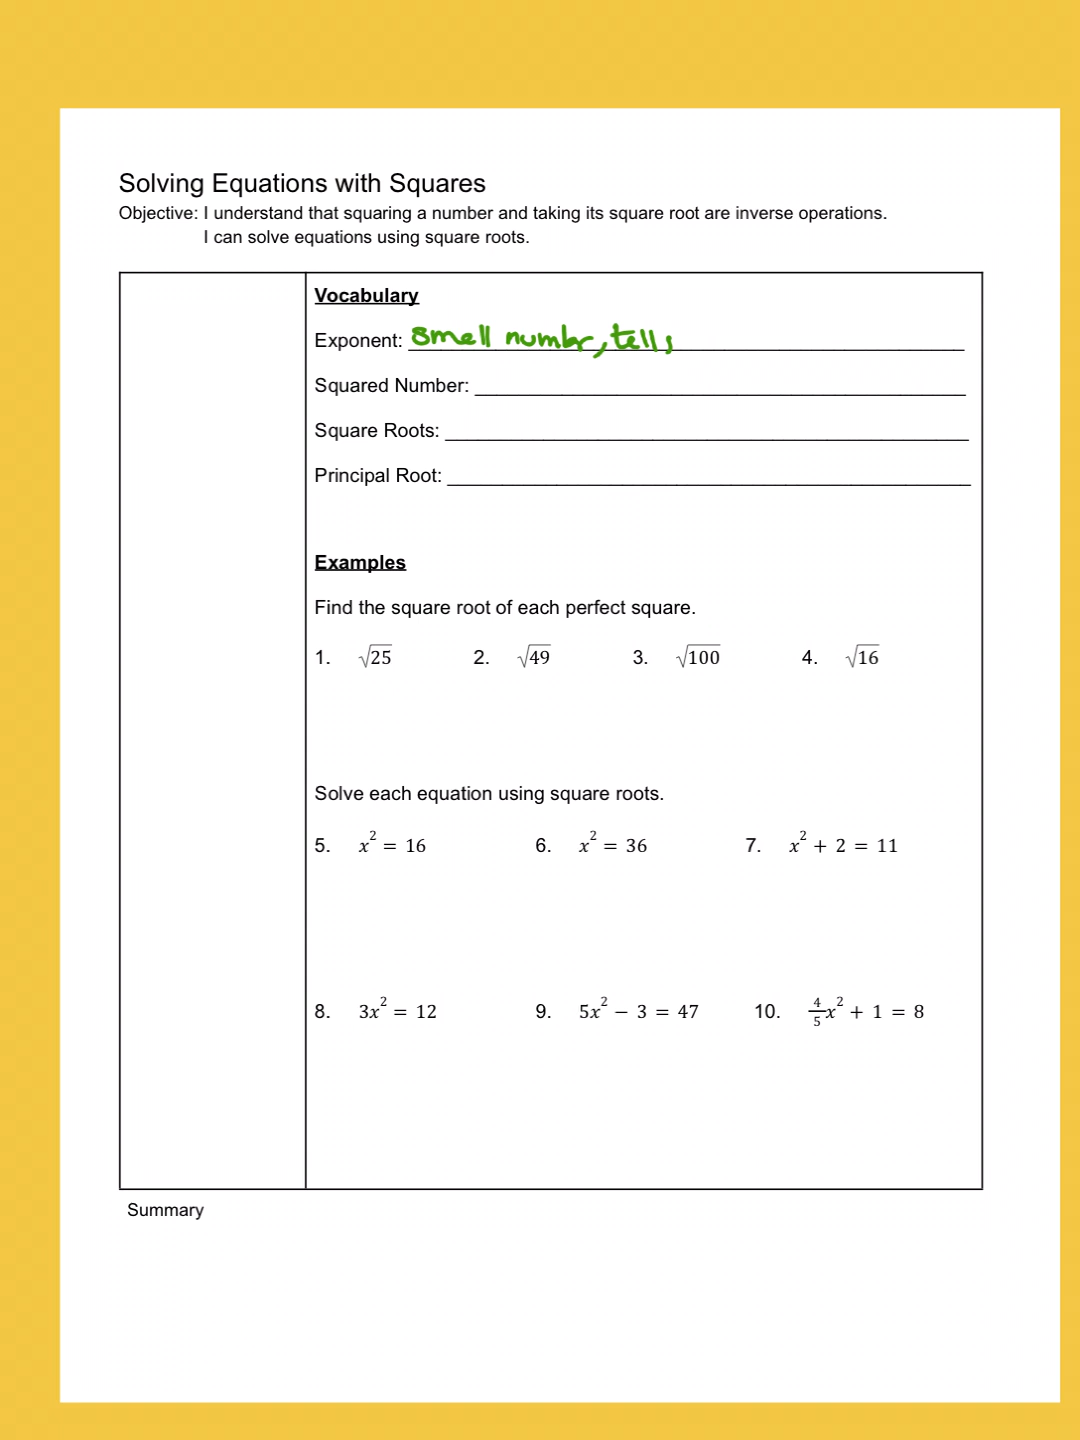 Solving Equations with Squares
Objective: I understand that squaring a number and taking its square root are inverse operations.
I can solve equations using square roots.
Vocabulary
Exponent: small numbr, tells
Squared Number:
Square Roots:
Principal Root:
Examples
Find the square root of each perfect square.
1. √25 2. √49 3. √100 4. √16
Solve each equation using square roots.
5. x² = 16 6. x² = 36 7. x² + 2 = 11
8. 3x² = 12 9. 5x² − 3 = 47 10. 4/5x² + 1 = 8
Summary